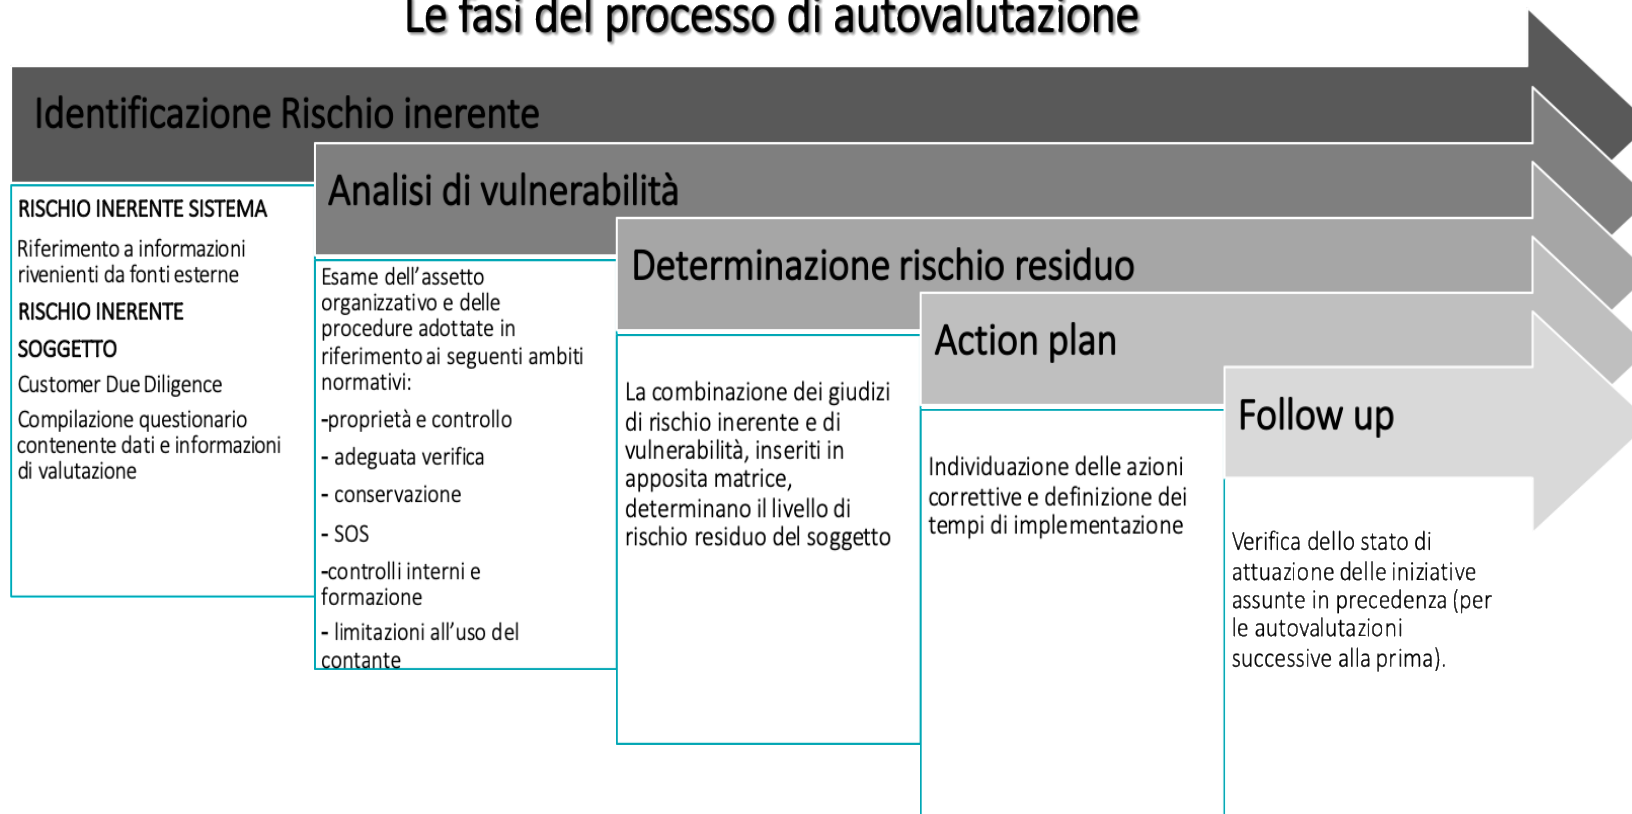 Le fasi del processo di autovalutazione
Identificazione Rischio inerente
RISCHIO INERENTE SISTEMA
Riferimento a informazioni
rivenienti da fonti esterne
RISCHIO INERENTE
SOGGETTO
Customer Due Diligence
Compilazione questionario
contenente dati e informazioni
di valutazione
Analisi di vulnerabilità
Esame dell'assetto
organizzativo e delle
procedure adottate in
riferimento ai seguenti ambiti
normativi:
-proprietà e controllo
- adeguata verifica
- conservazione
- SOS
-controlli interni e
formazione
- limitazioni all'uso del
contante
Determinazione rischio residuo
La combinazione dei giudizi
di rischio inerente e di
vulnerabilità, inseriti in
apposita matrice,
determinano il livello di
rischio residuo del soggetto
Action plan
Individuazione delle azioni
correttive e definizione dei
tempi di implementazione
Follow up
Verifica dello stato di
attuazione delle iniziative
assunte in precedenza (per
le autovalutazioni
successive alla prima).